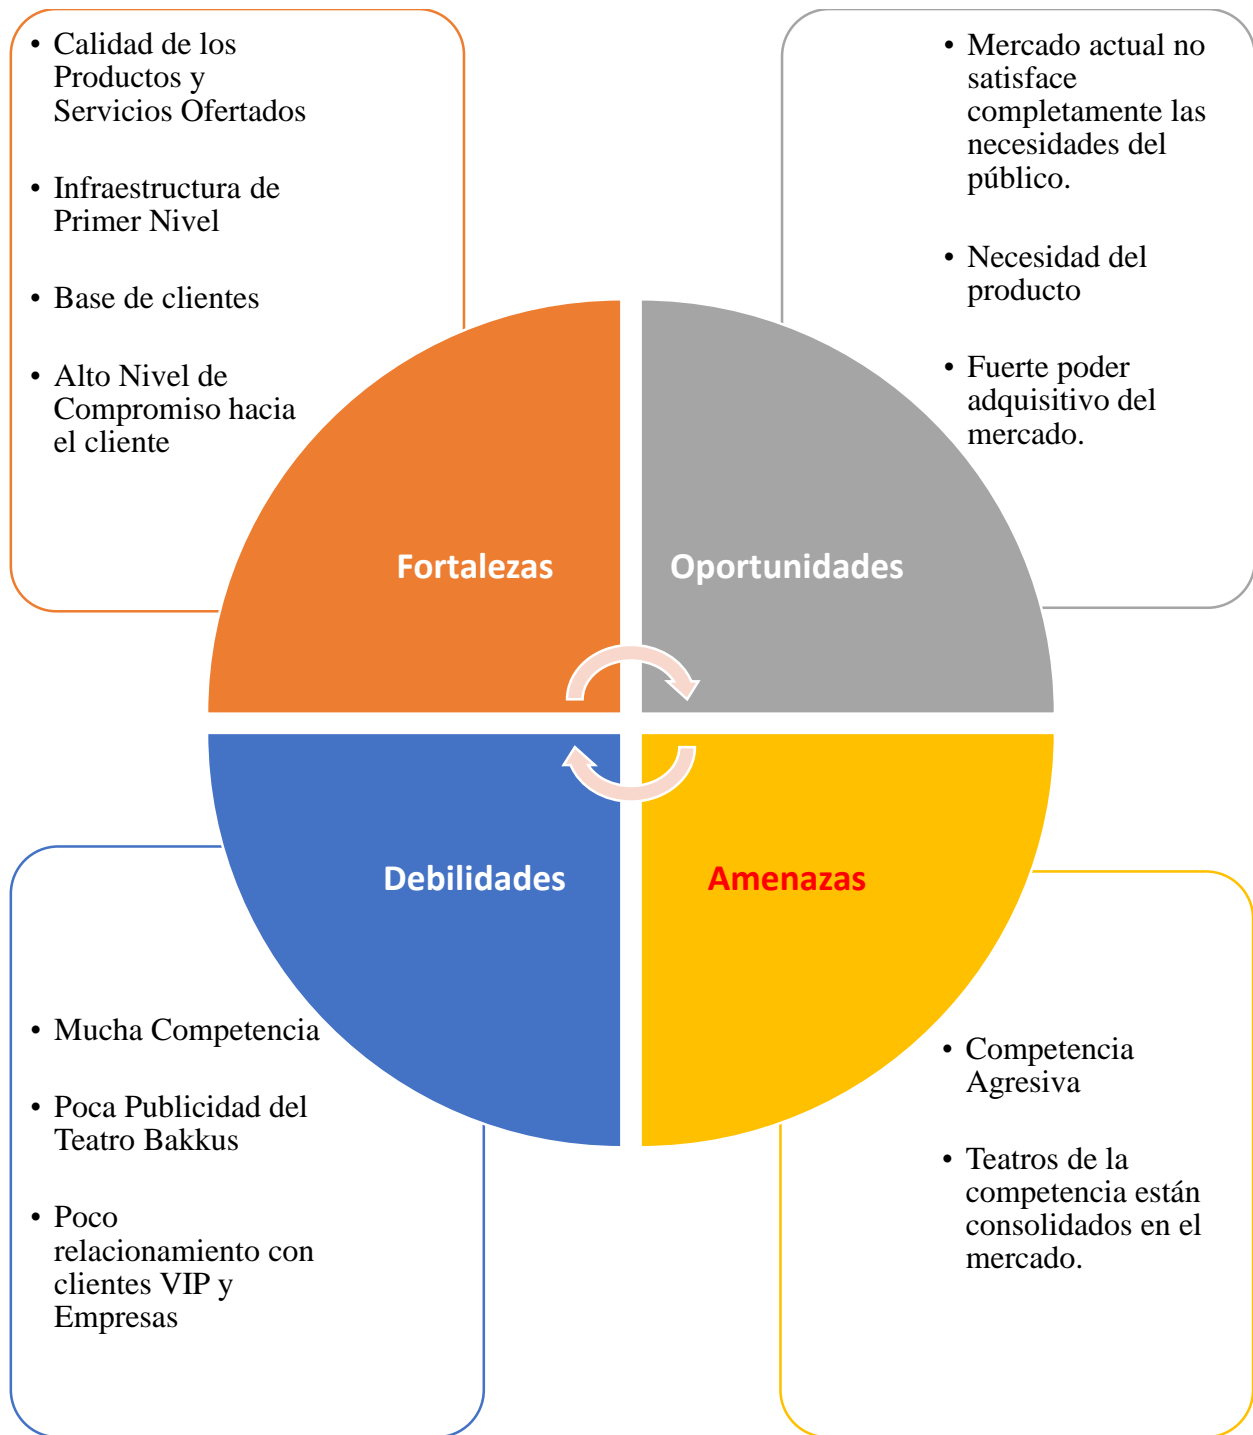 • Calidad de los
Productos y
Servicios Ofertados
• Infraestructura de
Primer Nivel
• Base de clientes
• Alto Nivel de
Compromiso hacia
el cliente
• Mercado actual no
satisface
completamente las
necesidades del
público.
• Necesidad del
producto
• Fuerte poder
adquisitivo del
mercado.
Fortalezas
Oportunidades
Debilidades
Amenazas
• Mucha Competencia
• Poca Publicidad del
Teatro Bakkus
• Poco
relacionamiento con
clientes VIP y
Empresas
• Competencia
Agresiva
• Teatros de la
competencia están
consolidados en el
mercado.